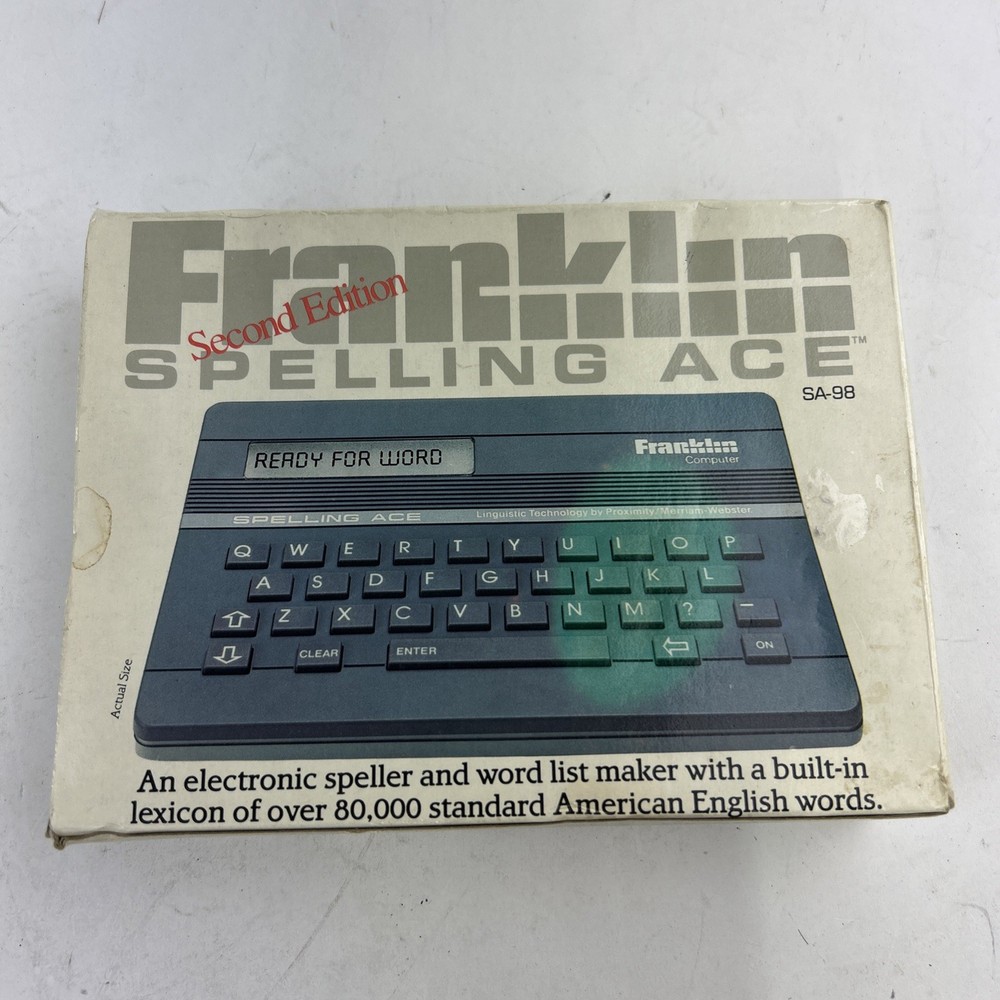 Franklin
Second Edition
SPELLING ACE™
SA-98
READY FOR WORD
Franklin
Computer
SPELLING ACE
Linguistic Technology by Proximity/Merriam-Webster
Q W E R T Y U I O P
A S D F G H J K L
⇧ Z X C V B N M ? –
⇩ CLEAR ENTER ⇦ ON
Actual Size
An electronic speller and word list maker with a built-in
lexicon of over 80,000 standard American English words.